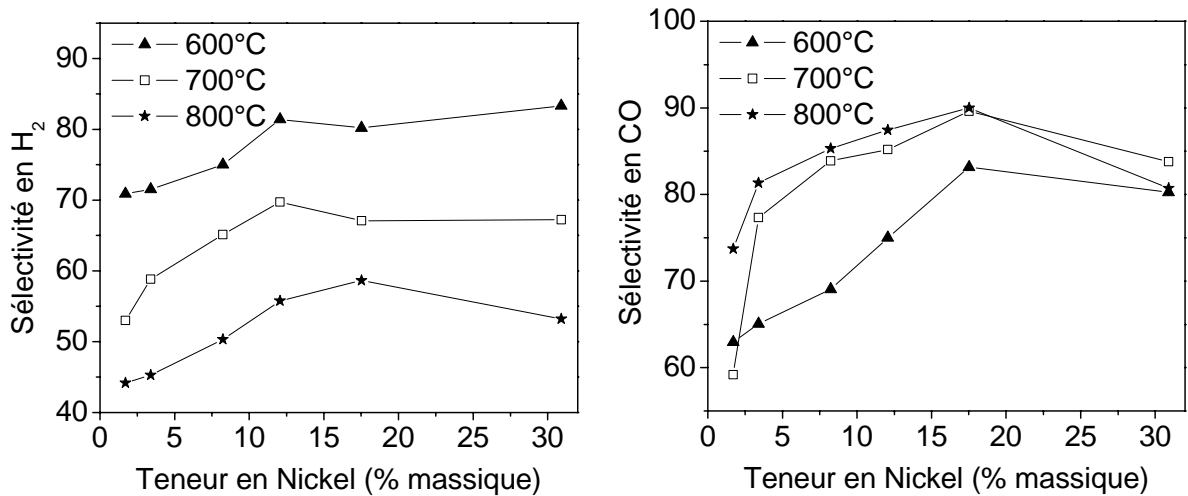 Sélectivité en H2
90
80
70
60
50
40
600°C
700°C
800°C
0 5 10 15 20 25 30
Teneur en Nickel (% massique)
Sélectivité en CO
100
90
80
70
60
600°C
700°C
800°C
0 5 10 15 20 25 30
Teneur en Nickel (% massique)